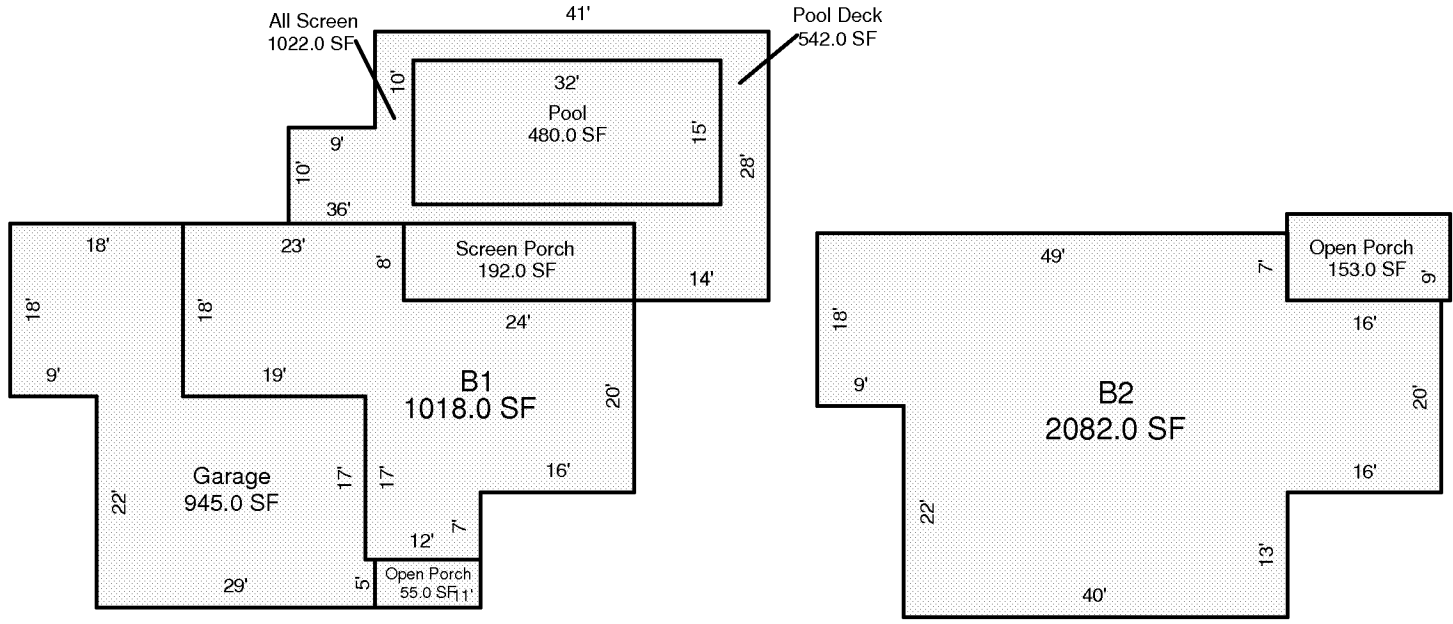 41'
All Screen
1022.0 SF
Pool Deck
542.0 SF
10'
32'
Pool
480.0 SF
15'
28'
9'
10'
36'
18'
23'
8'
Screen Porch
192.0 SF
14'
18'
18'
24'
9'
19'
B1
1018.0 SF
20'
16'
Garage
945.0 SF
17'
17'
22'
7'
12'
29'
5'
Open Porch
55.0 SF
11'
49'
7'
Open Porch
153.0 SF
9'
18'
16'
9'
B2
2082.0 SF
20'
16'
22'
13'
40'